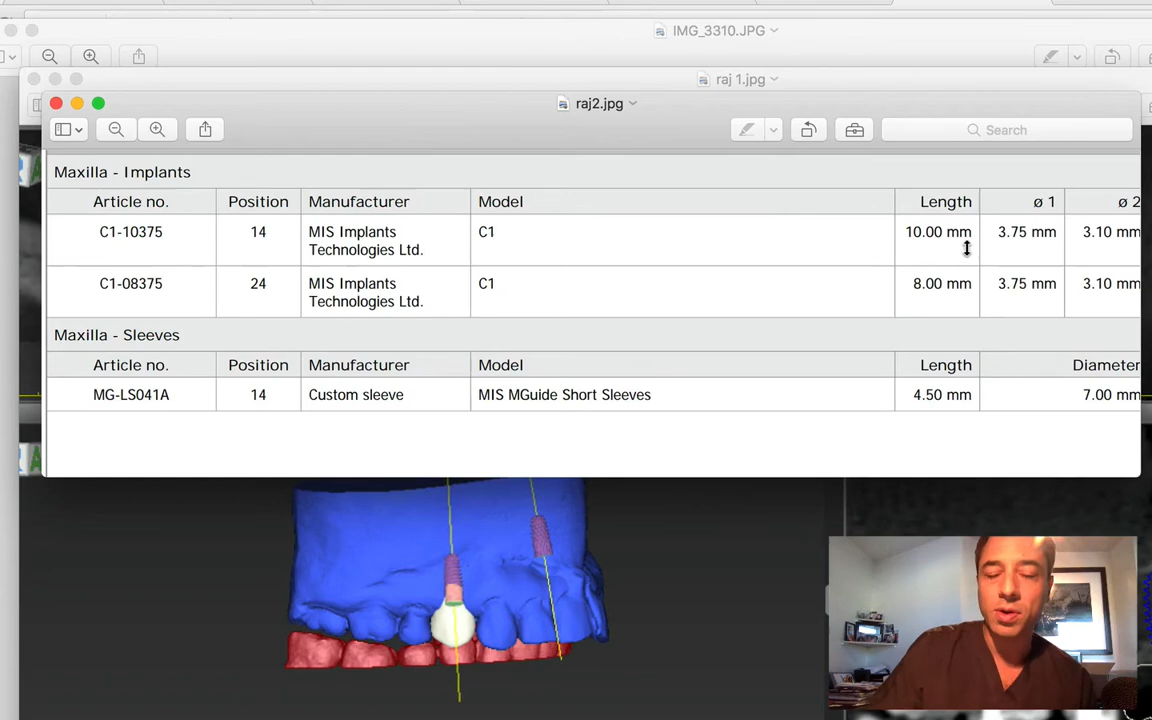 IMG_3310.JPG
raj 1.jpg
raj2.jpg
Search
Maxilla - Implants
Article no. Position Manufacturer Model Length ø 1 ø 2
C1-10375 14 MIS Implants Technologies Ltd. C1 10.00 mm 3.75 mm 3.10 mm
C1-08375 24 MIS Implants Technologies Ltd. C1 8.00 mm 3.75 mm 3.10 mm
Maxilla - Sleeves
Article no. Position Manufacturer Model Length Diameter
MG-LS041A 14 Custom sleeve MIS MGuide Short Sleeves 4.50 mm 7.00 mm